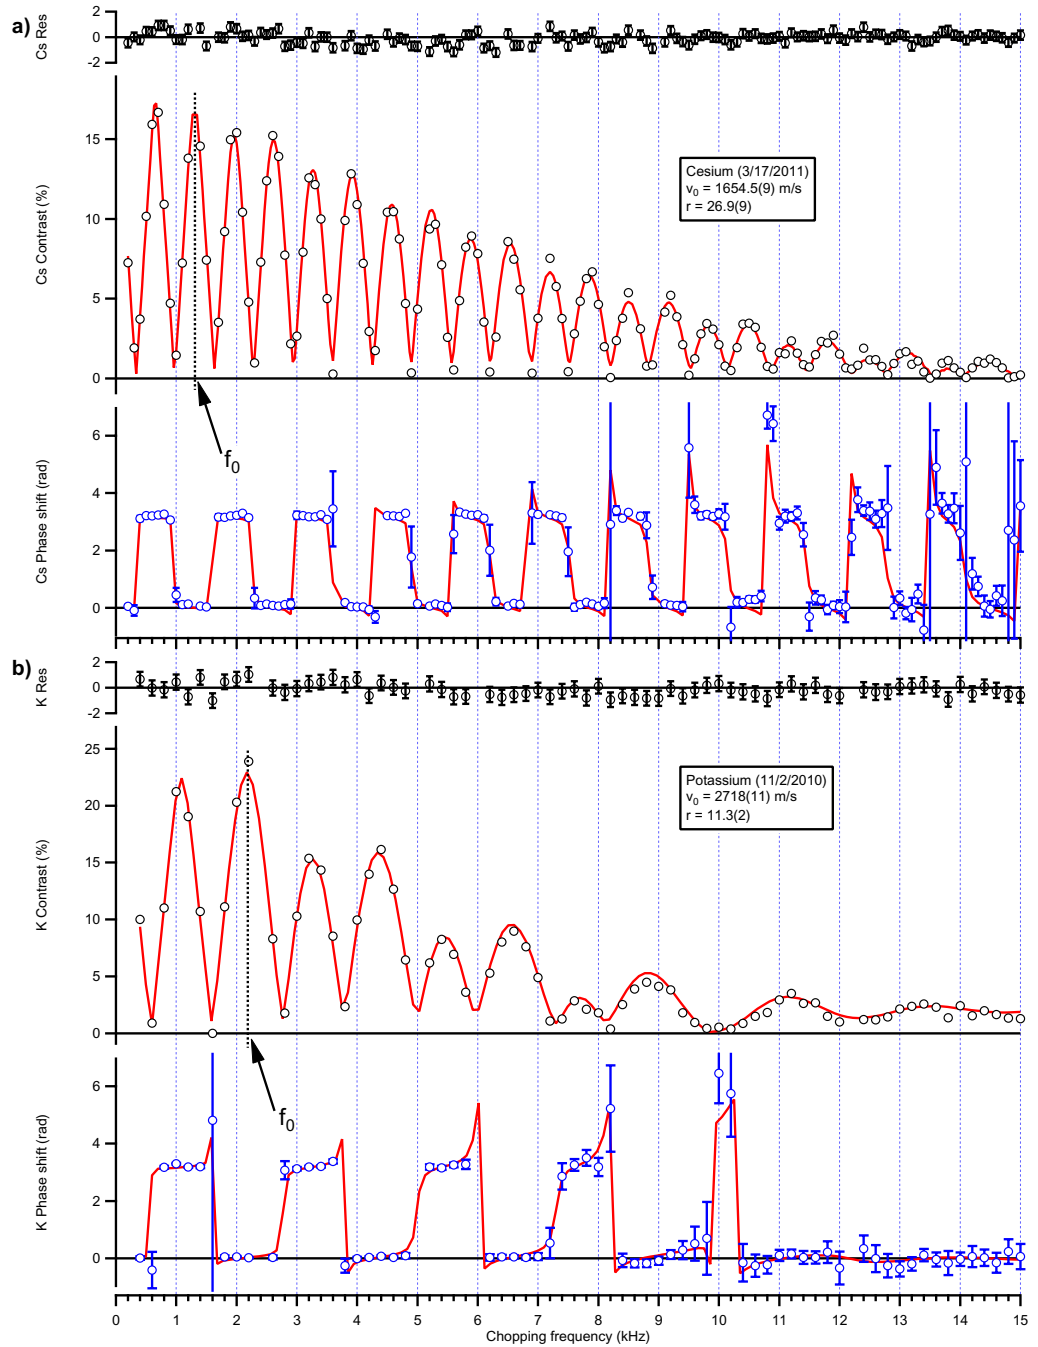 a)
Cs Res
2
0
-2
Cs Contrast (%)
15
10
5
0
Cesium (3/17/2011)
v0 = 1654.5(9) m/s
r = 26.9(9)
f0
Cs Phase shift (rad)
6
4
2
0
b)
K Res
2
0
-2
K Contrast (%)
25
20
15
10
5
0
Potassium (11/2/2010)
v0 = 2718(11) m/s
r = 11.3(2)
f0
K Phase shift (rad)
6
4
2
0
0 1 2 3 4 5 6 7 8 9 10 11 12 13 14 15
Chopping frequency (kHz)